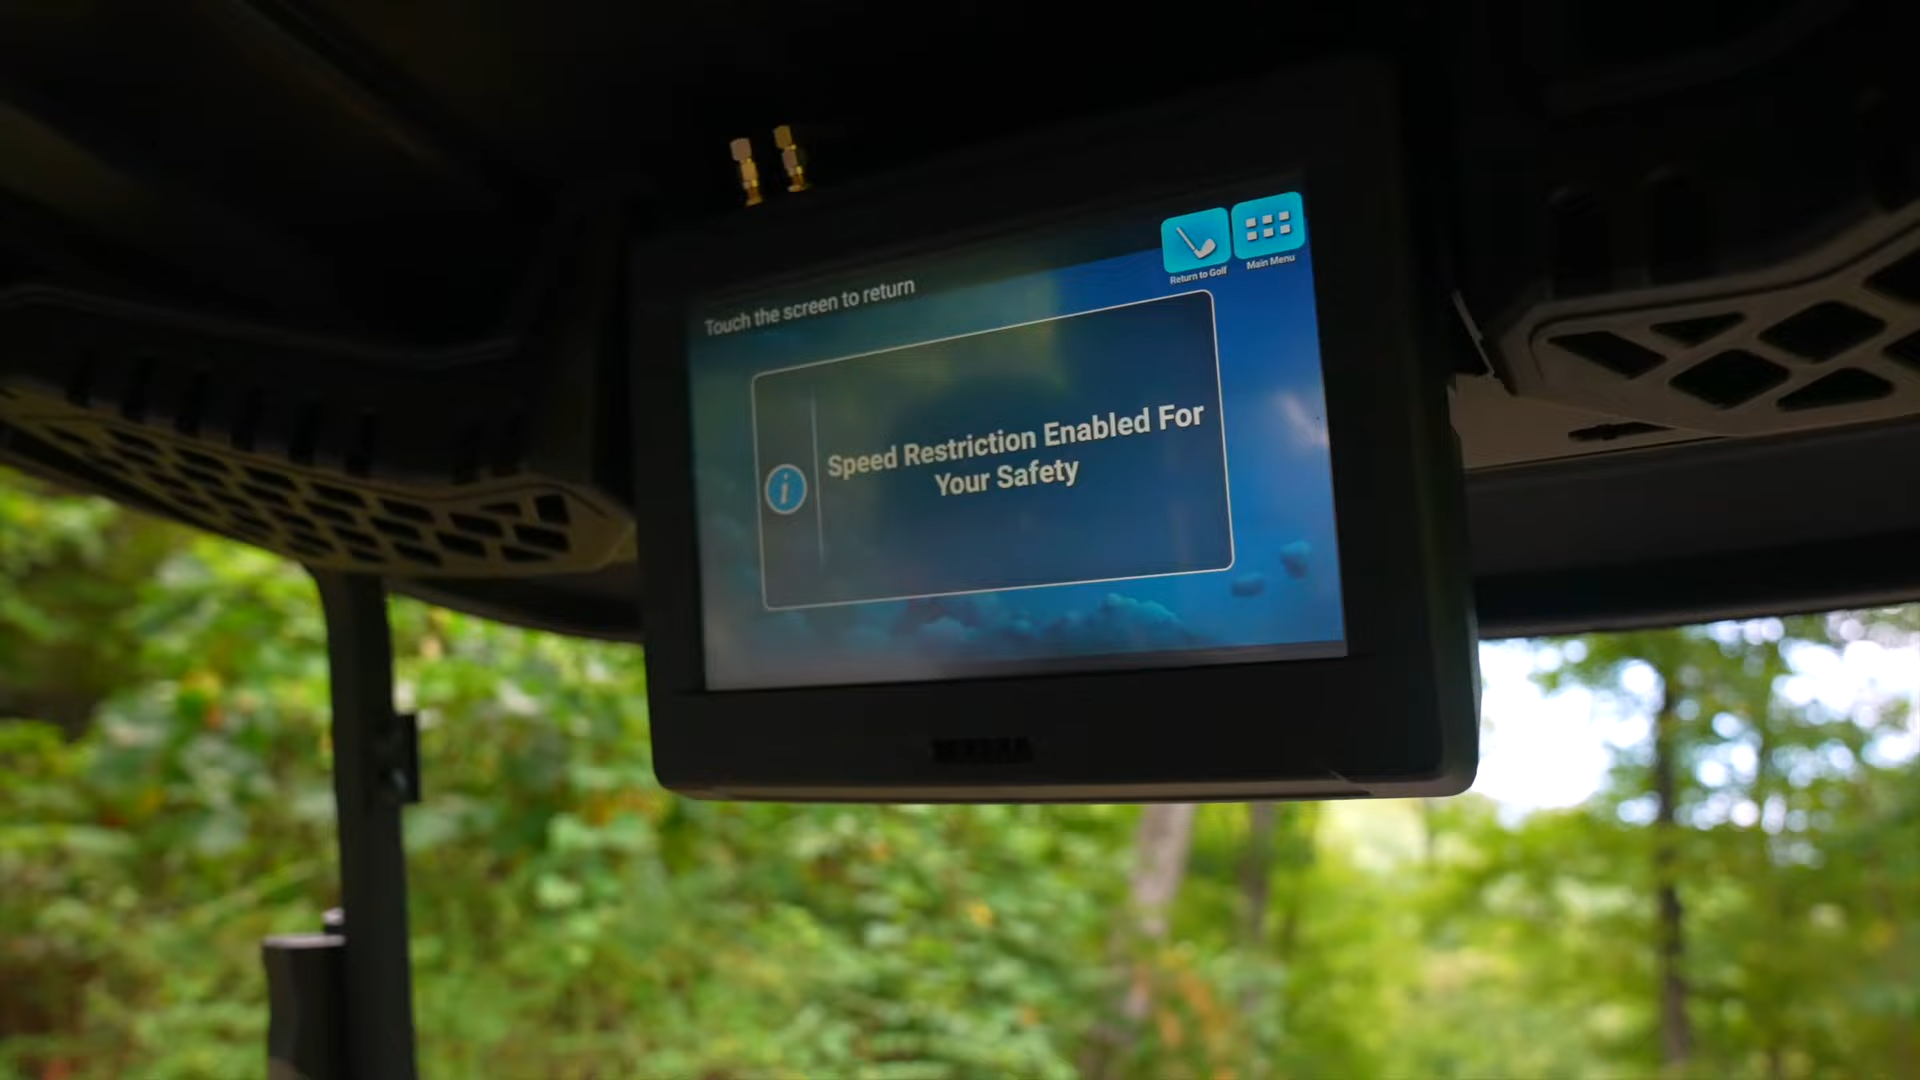 Return to Golf
Main Menu
Touch the screen to return
Speed Restriction Enabled For
Your Safety